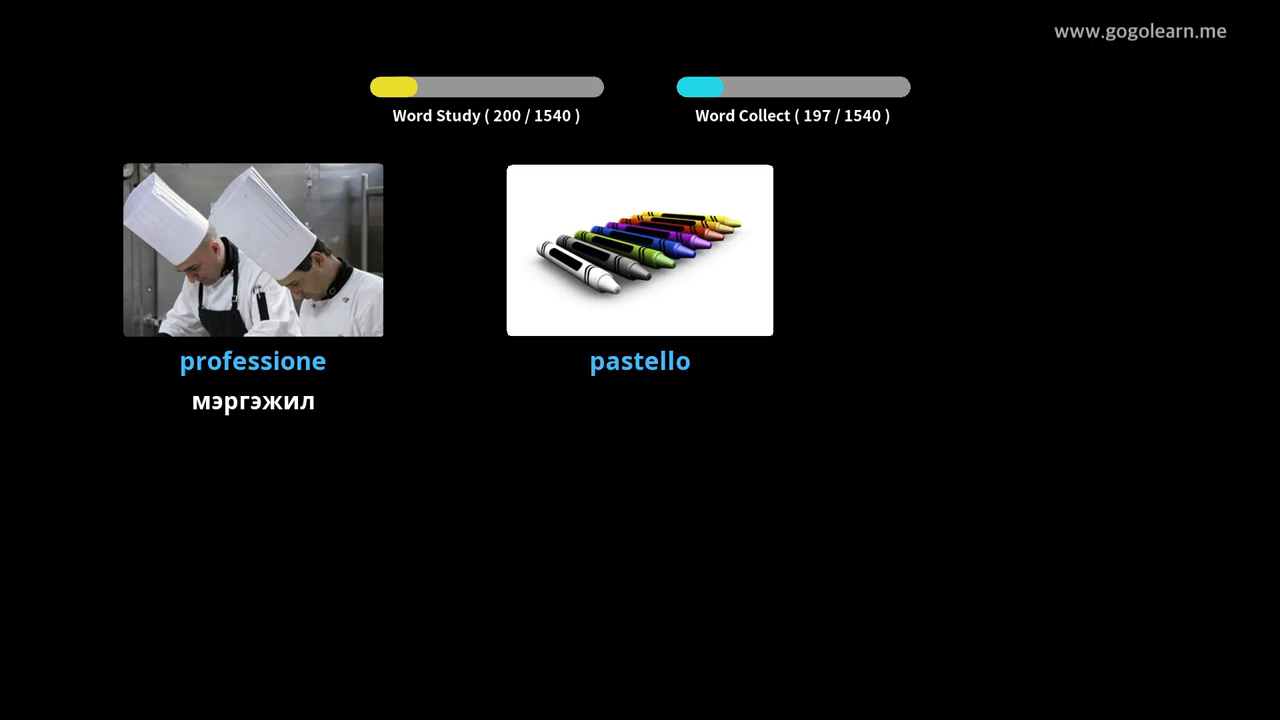 www.gogolearn.me
Word Study ( 200 / 1540 )
Word Collect ( 197 / 1540 )
professione
мэргэжил
pastello